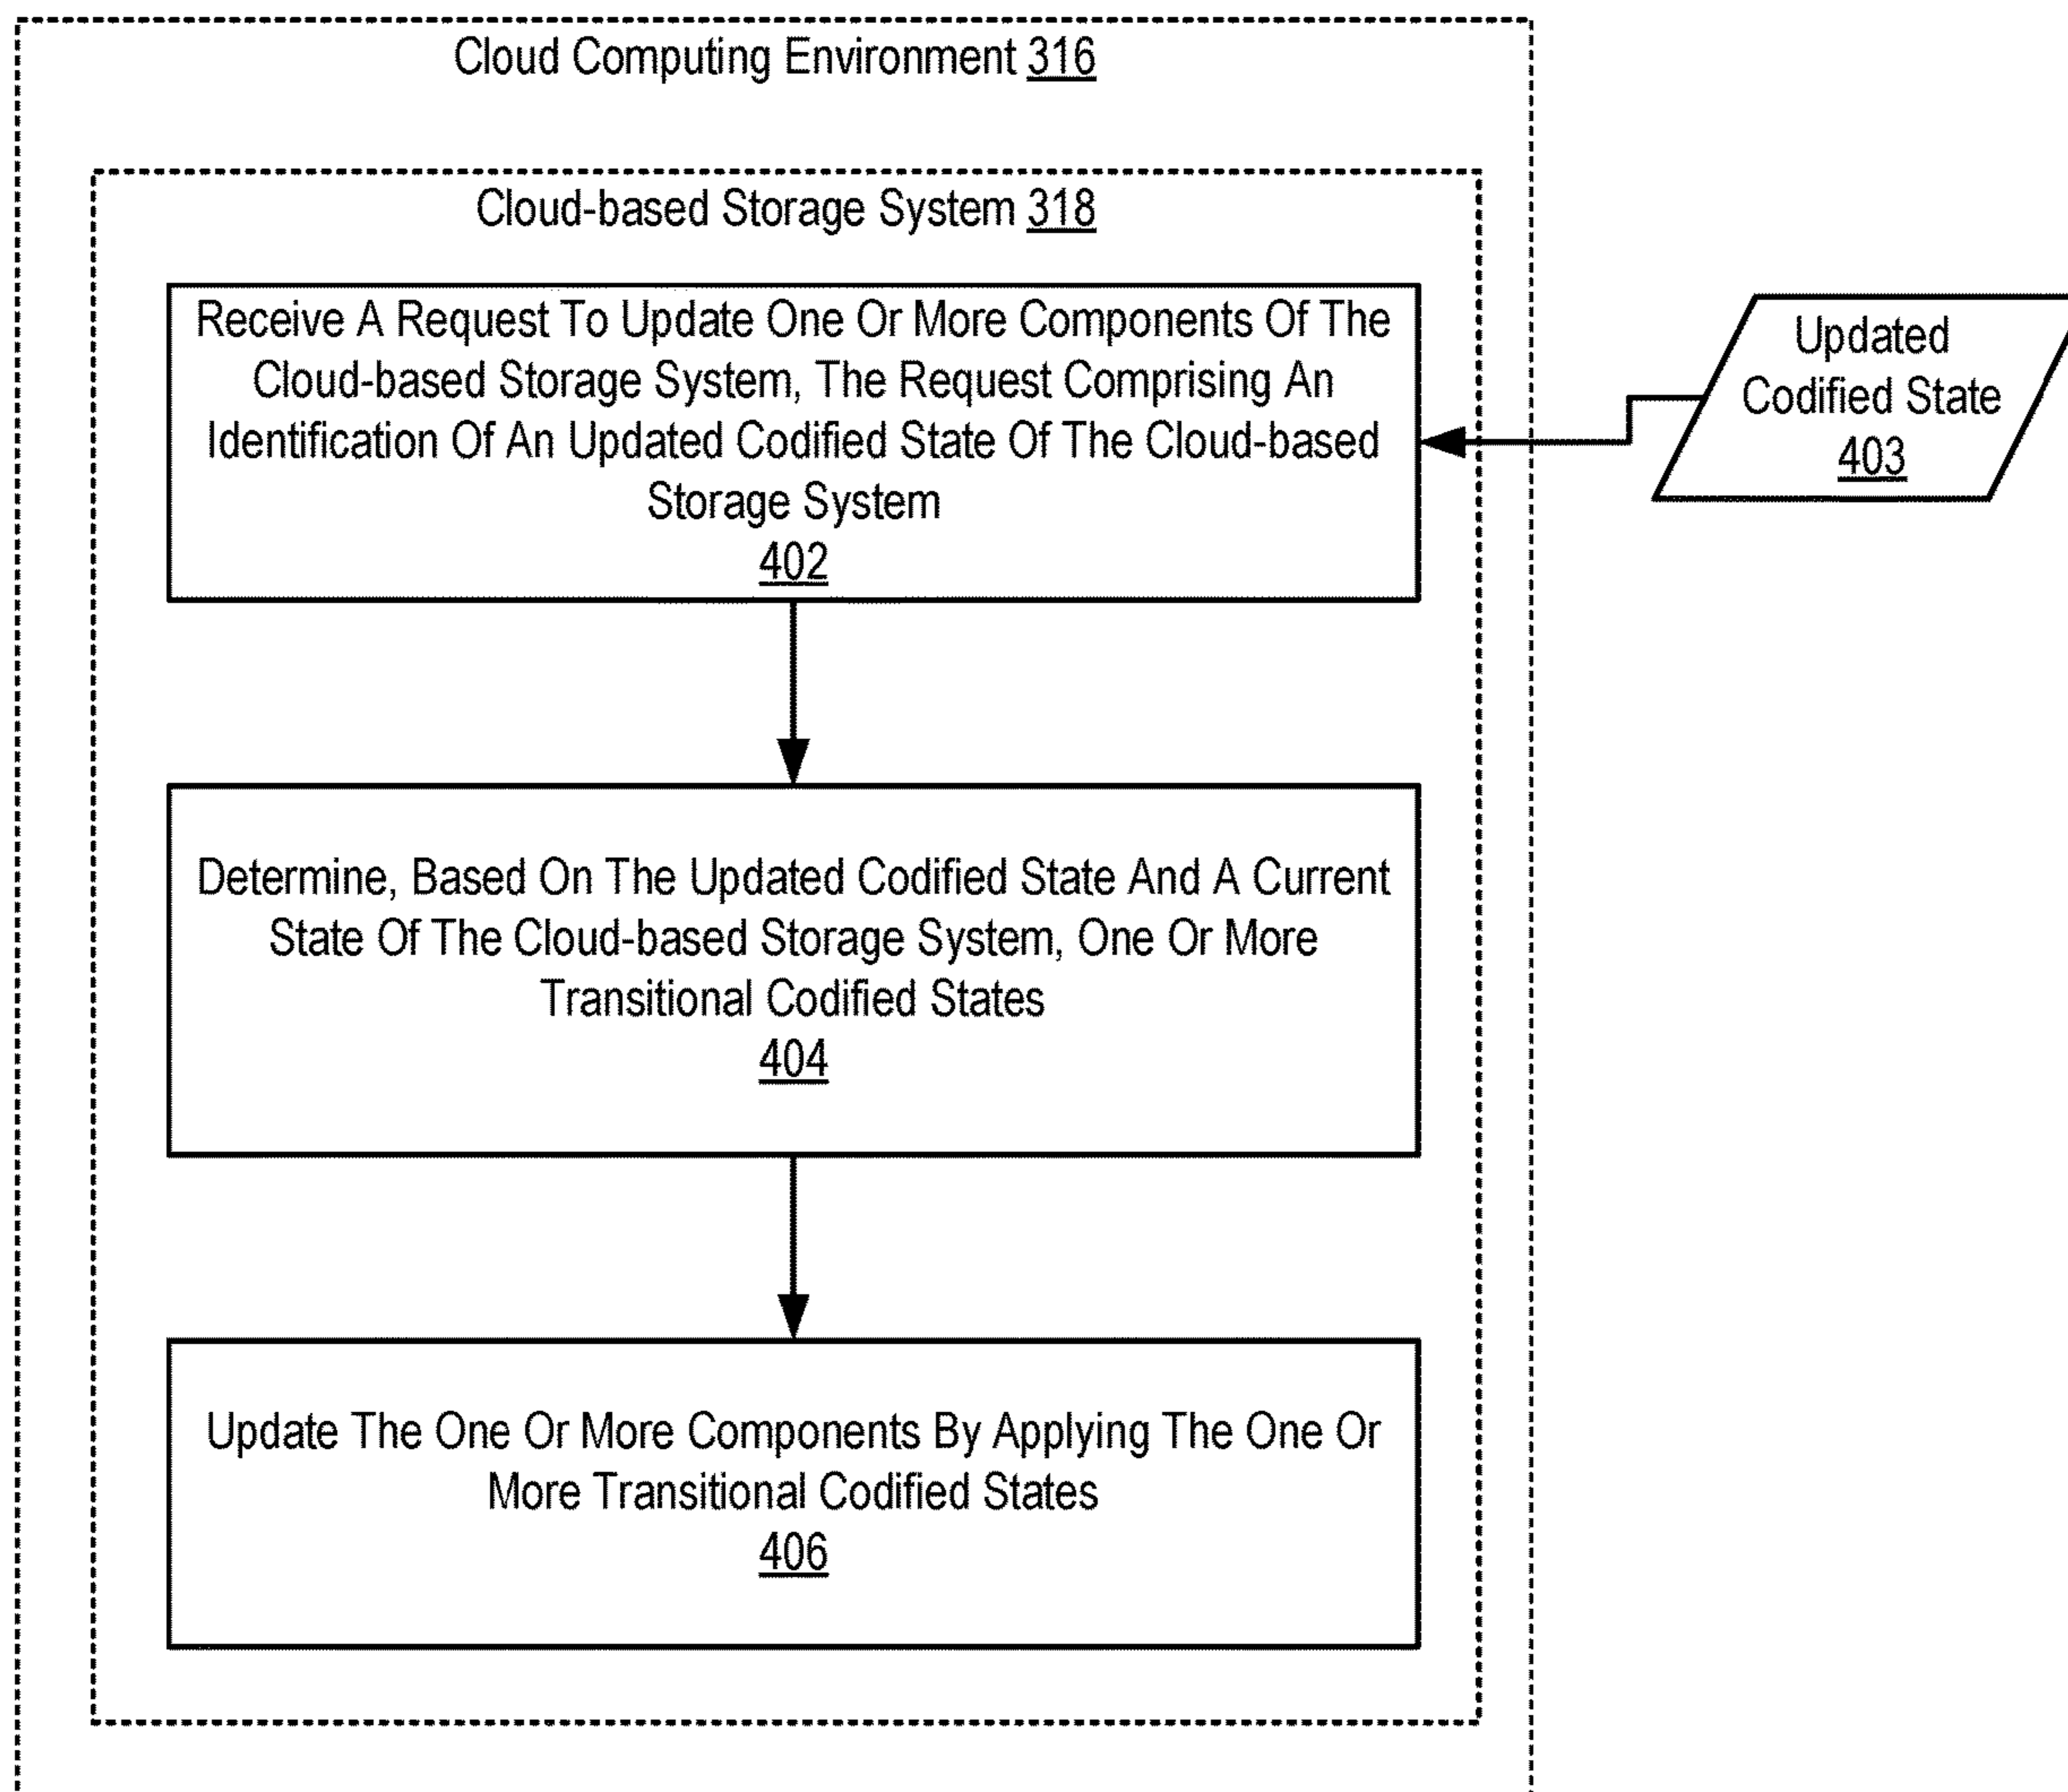 Cloud Computing Environment 316
Cloud-based Storage System 318
Receive A Request To Update One Or More Components Of The
Cloud-based Storage System, The Request Comprising An
Identification Of An Updated Codified State Of The Cloud-based
Storage System
402
Updated
Codified State
403
Determine, Based On The Updated Codified State And A Current
State Of The Cloud-based Storage System, One Or More
Transitional Codified States
404
Update The One Or More Components By Applying The One Or
More Transitional Codified States
406